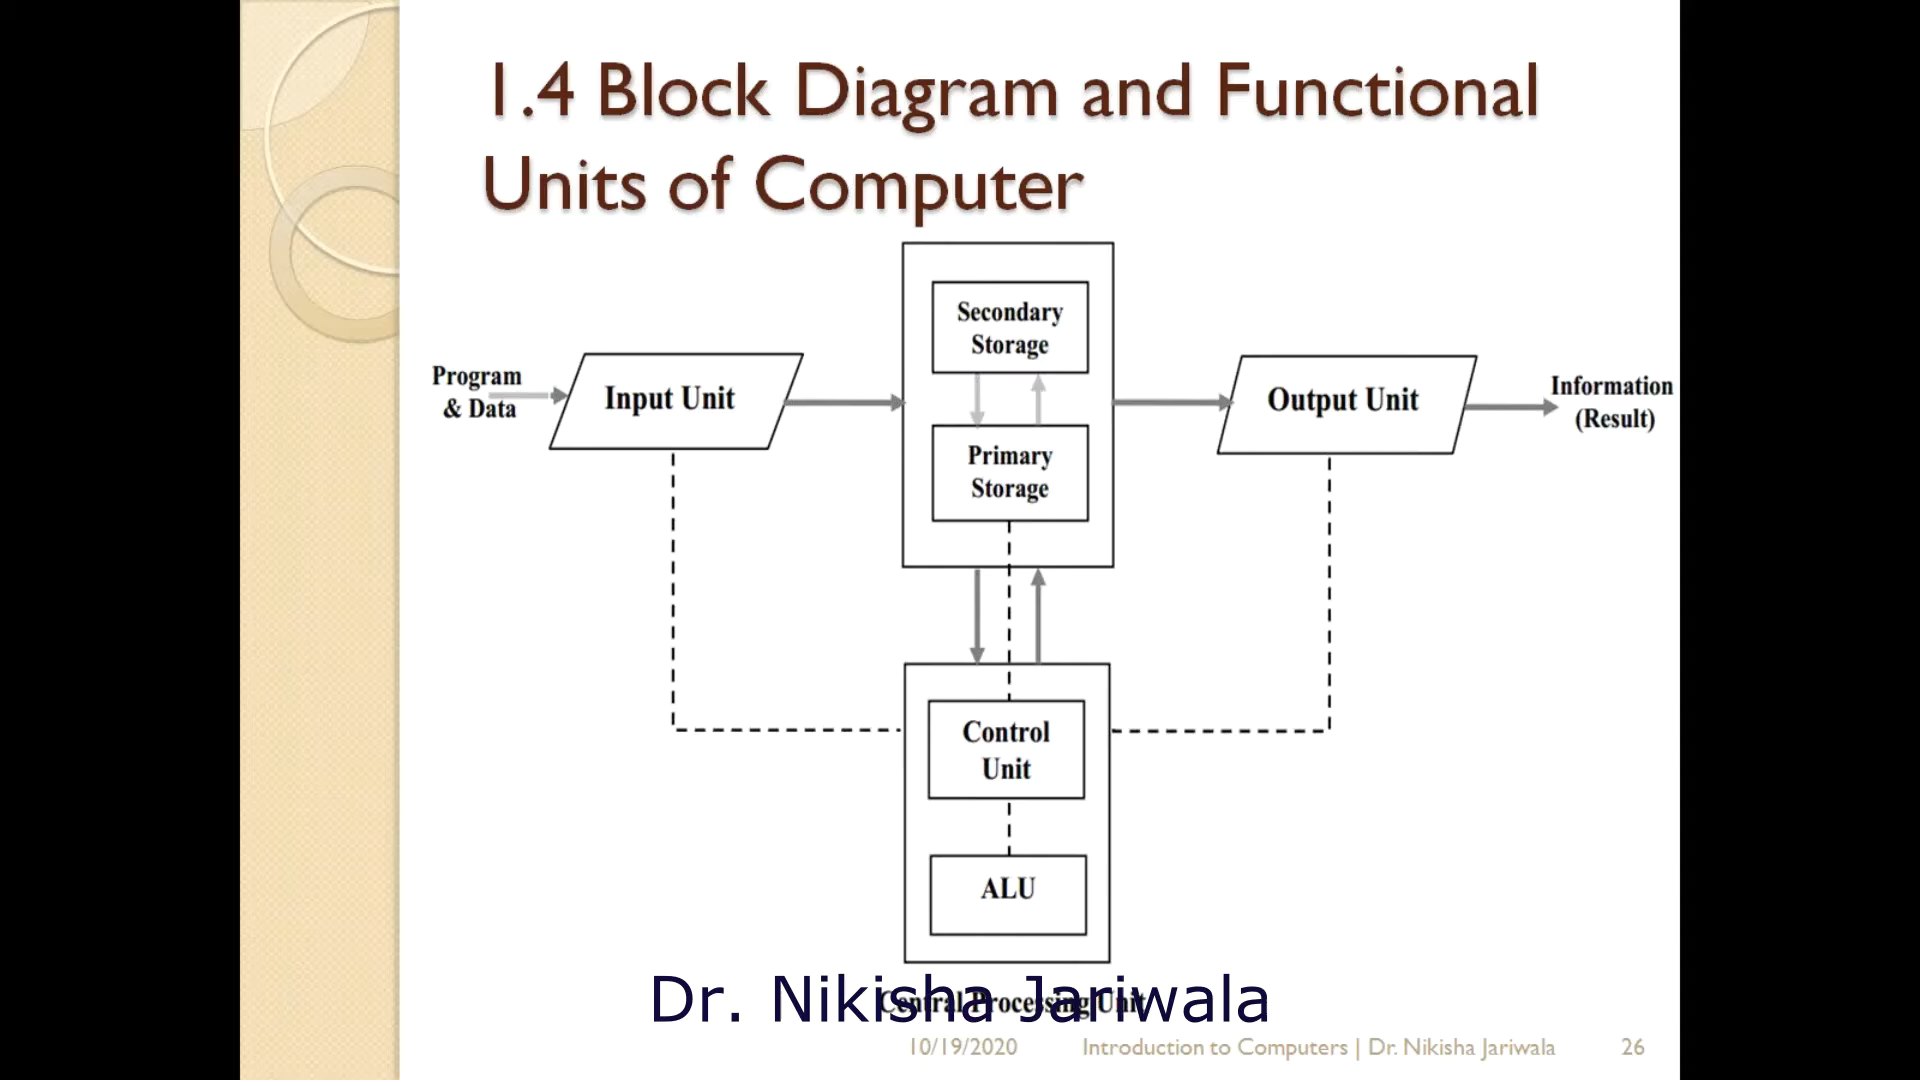 1.4 Block Diagram and Functional
Units of Computer
Secondary
Storage
Program
& Data
Input Unit
Output Unit
Information
(Result)
Primary
Storage
Control
Unit
ALU
Central Processing Unit
Dr. Nikisha Jariwala
10/19/2020
Introduction to Computers | Dr. Nikisha Jariwala
26